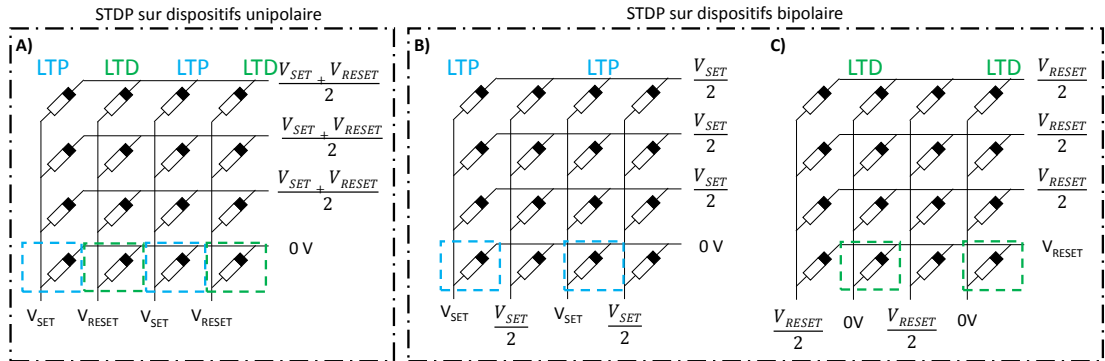 STDP sur dispositifs unipolaire
STDP sur dispositifs bipolaire
A)
LTP LTD LTP LTD
V_SET + V_RESET
2
V_SET + V_RESET
2
V_SET + V_RESET
2
0 V
V_SET V_RESET V_SET V_RESET
B)
LTP LTP
V_SET
2
V_SET
2
V_SET
2
0 V
V_SET V_SET/2 V_SET V_SET/2
C)
LTD LTD
V_RESET
2
V_RESET
2
V_RESET
2
V_RESET
V_RESET/2 0V V_RESET/2 0V